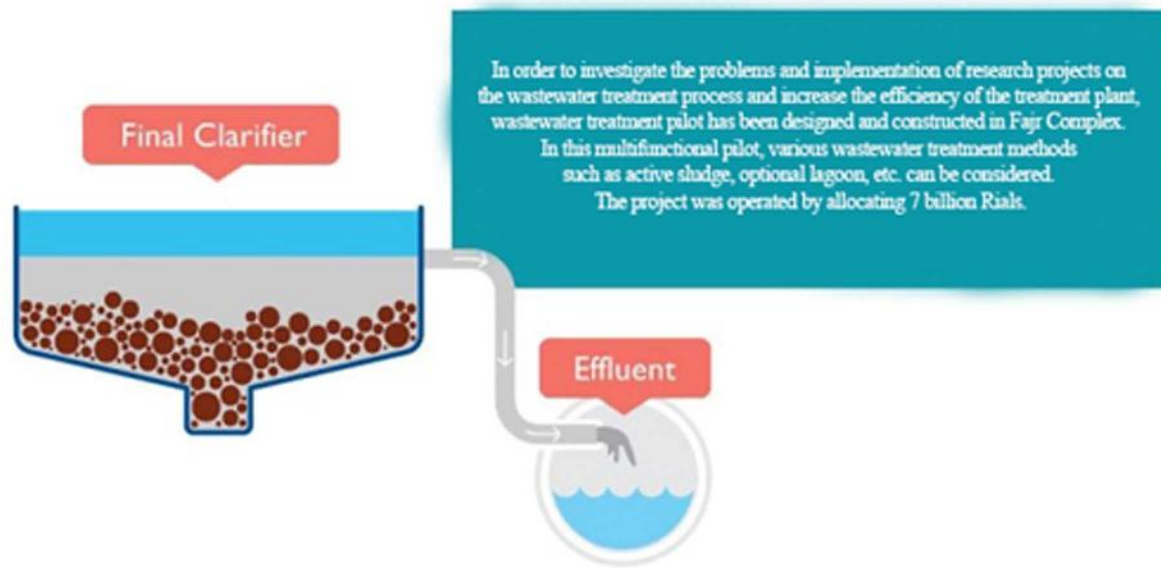 In order to investigate the problems and implementation of research projects on
the wastewater treatment process and increase the efficiency of the treatment plant,
wastewater treatment pilot has been designed and constructed in Fajr Complex.
In this multifunctional pilot, various wastewater treatment methods
such as active sludge, optional lagoon, etc. can be considered.
The project was operated by allocating 7 billion Rials.
Final Clarifier
Effluent